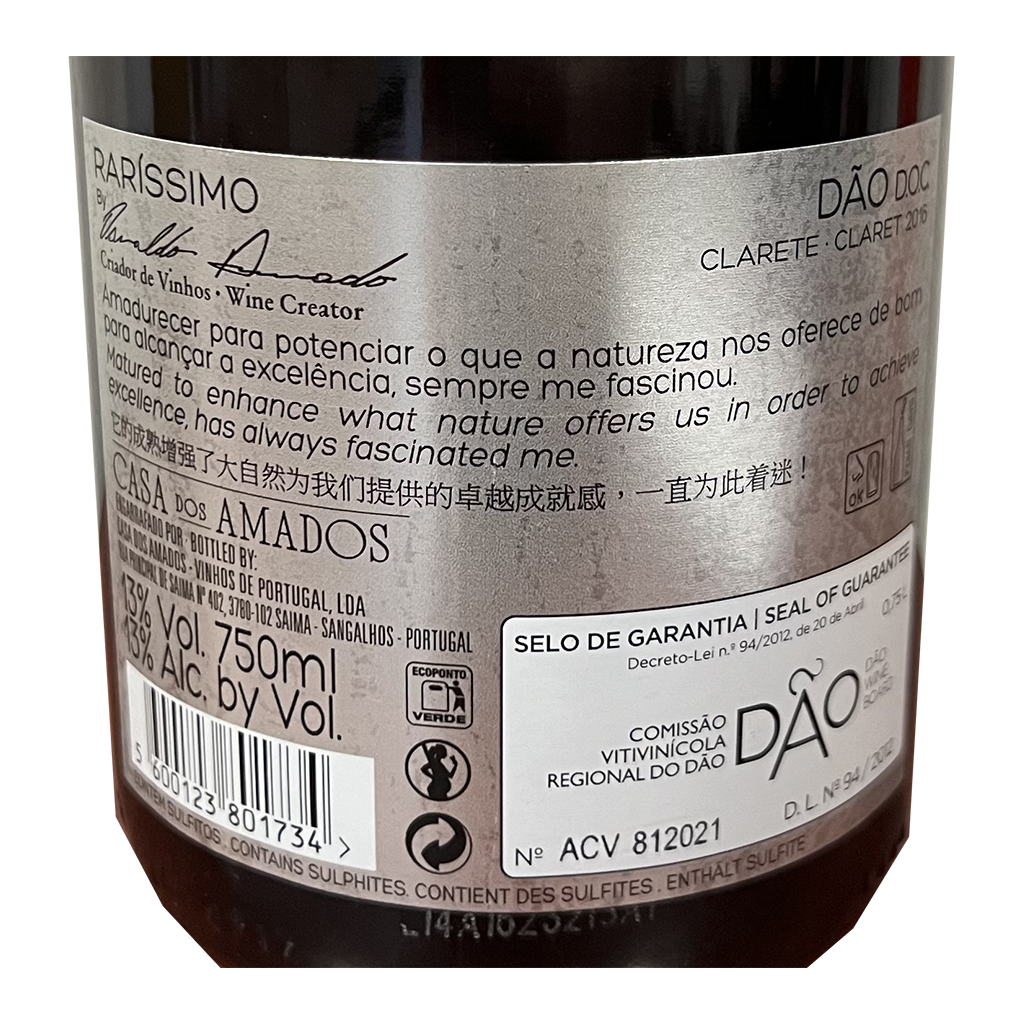 RARÍSSIMO
By
Osvaldo Amado
Criador de Vinhos · Wine Creator
DÃO D.O.C.
CLARETE · CLARET 2016
Amadurecer para potenciar o que a natureza nos oferece de bom
para alcançar a excelência, sempre me fascinou.
Matured to enhance what nature offers us in order to achieve
excellence, has always fascinated me.
它的成熟增强了大自然为我们提供的卓越成就感，一直为此着迷！
OK
CASA DOS AMADOS
ENGARRAFADO POR · BOTTLED BY:
CASA DOS AMADOS - VINHOS DE PORTUGAL, LDA
RUA PRINCIPAL DE SAIMA Nº 402, 3780-102 SAIMA - SANGALHOS - PORTUGAL
13% Vol. 750ml
13% Alc. by Vol.
ECOPONTO
VERDE
5 600123 801734 >
SELO DE GARANTIA | SEAL OF GUARANTEE
Decreto-Lei n.º 94/2012, de 20 de Abril
0,75 L
COMISSÃO
VITIVINÍCOLA
REGIONAL DO DÃO
DÃO
DÃO
WINE
BOARD
D. L. Nº 94 / 2012
Nº ACV 812021
CONTÉM SULFITOS . CONTAINS SULPHITES. CONTIENT DES SULFITES . ENTHÄLT SULFITE